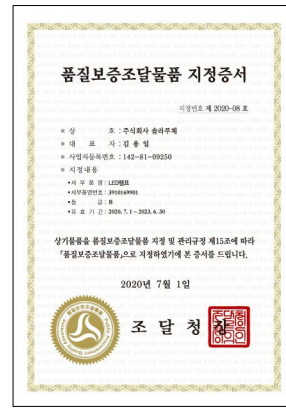 품질보증조달물품 지정증서
지정번호 제 2020-08 호
▪ 상 호 : 주식회사 솔라루체
▪ 대 표 자 : 김 용 일
▪ 사업자등록번호 : 142-81-09250
▪ 지정내용
•세 부 품 명 : LED램프
•세부품명번호 : 3910169901
•등 급 : B
•유 효 기 간 : 2020. 7. 1 ~ 2023. 6. 30
상기물품을 품질보증조달물품 지정 및 관리규정 제15조에 따라
「품질보증조달물품」으로 지정하였기에 본 증서를 드립니다.
2020년 7월 1일
조 달 청 장